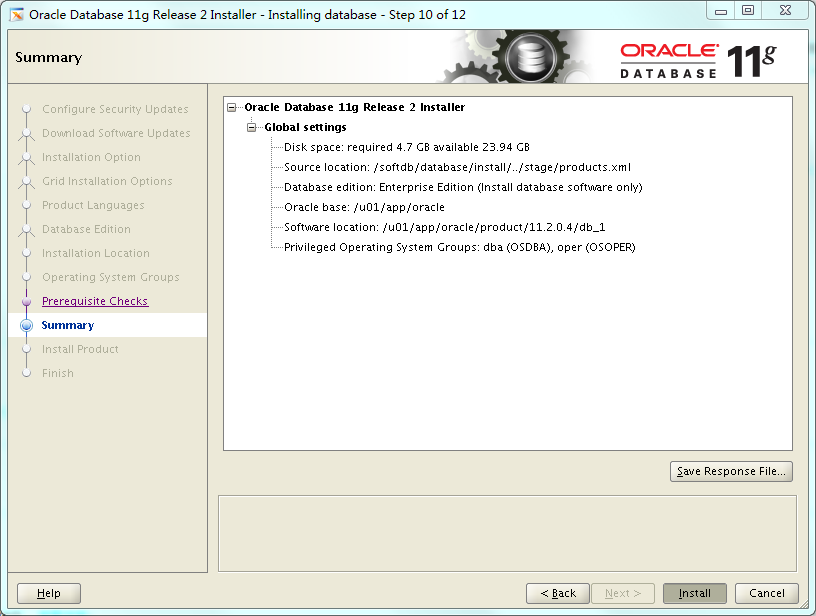 Oracle Database 11g Release 2 Installer - Installing database - Step 10 of 12
Summary
ORACLE
DATABASE
11g
Configure Security Updates
Download Software Updates
Installation Option
Grid Installation Options
Product Languages
Database Edition
Installation Location
Operating System Groups
Prerequisite Checks
Summary
Install Product
Finish
Oracle Database 11g Release 2 Installer
Global settings
Disk space: required 4.7 GB available 23.94 GB
Source location: /softdb/database/install/../stage/products.xml
Database edition: Enterprise Edition (Install database software only)
Oracle base: /u01/app/oracle
Software location: /u01/app/oracle/product/11.2.0.4/db_1
Privileged Operating System Groups: dba (OSDBA), oper (OSOPER)
Save Response File...
Help
< Back
Next >
Install
Cancel